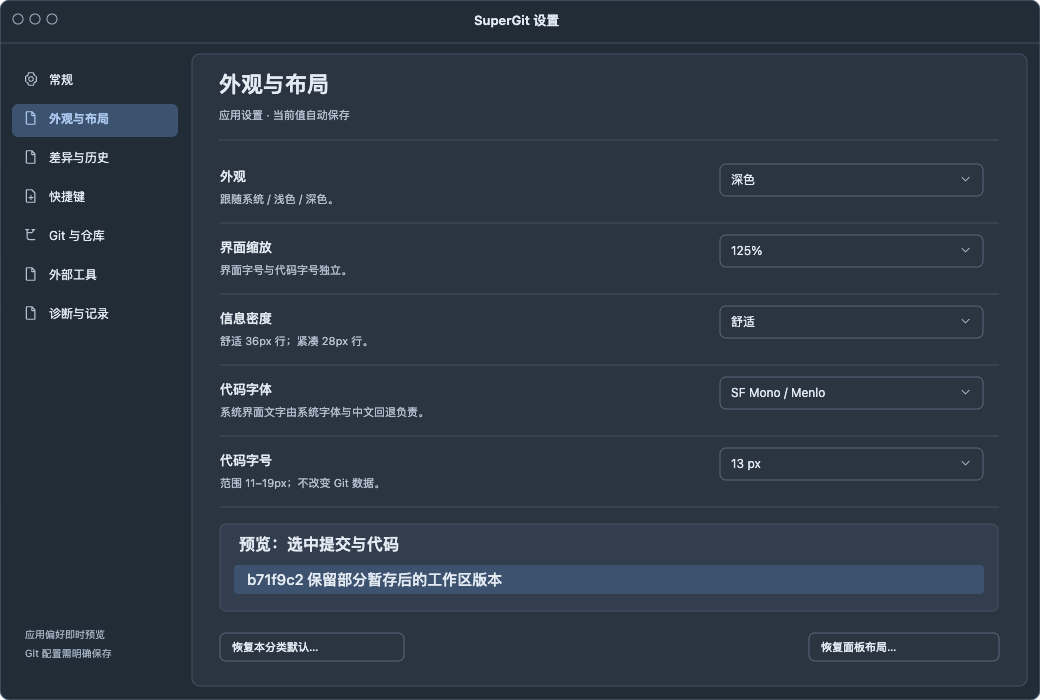 SuperGit 设置
常规
外观与布局
差异与历史
快捷键
Git 与仓库
外部工具
诊断与记录
应用偏好即时预览
Git 配置需明确保存
外观与布局
应用设置 · 当前值自动保存
外观
跟随系统 / 浅色 / 深色。
深色
界面缩放
界面字号与代码字号独立。
125%
信息密度
舒适 36px 行；紧凑 28px 行。
舒适
代码字体
系统界面文字由系统字体与中文回退负责。
SF Mono / Menlo
代码字号
范围 11–19px；不改变 Git 数据。
13 px
预览：选中提交与代码
b71f9c2 保留部分暂存后的工作区版本
恢复本分类默认...
恢复面板布局...